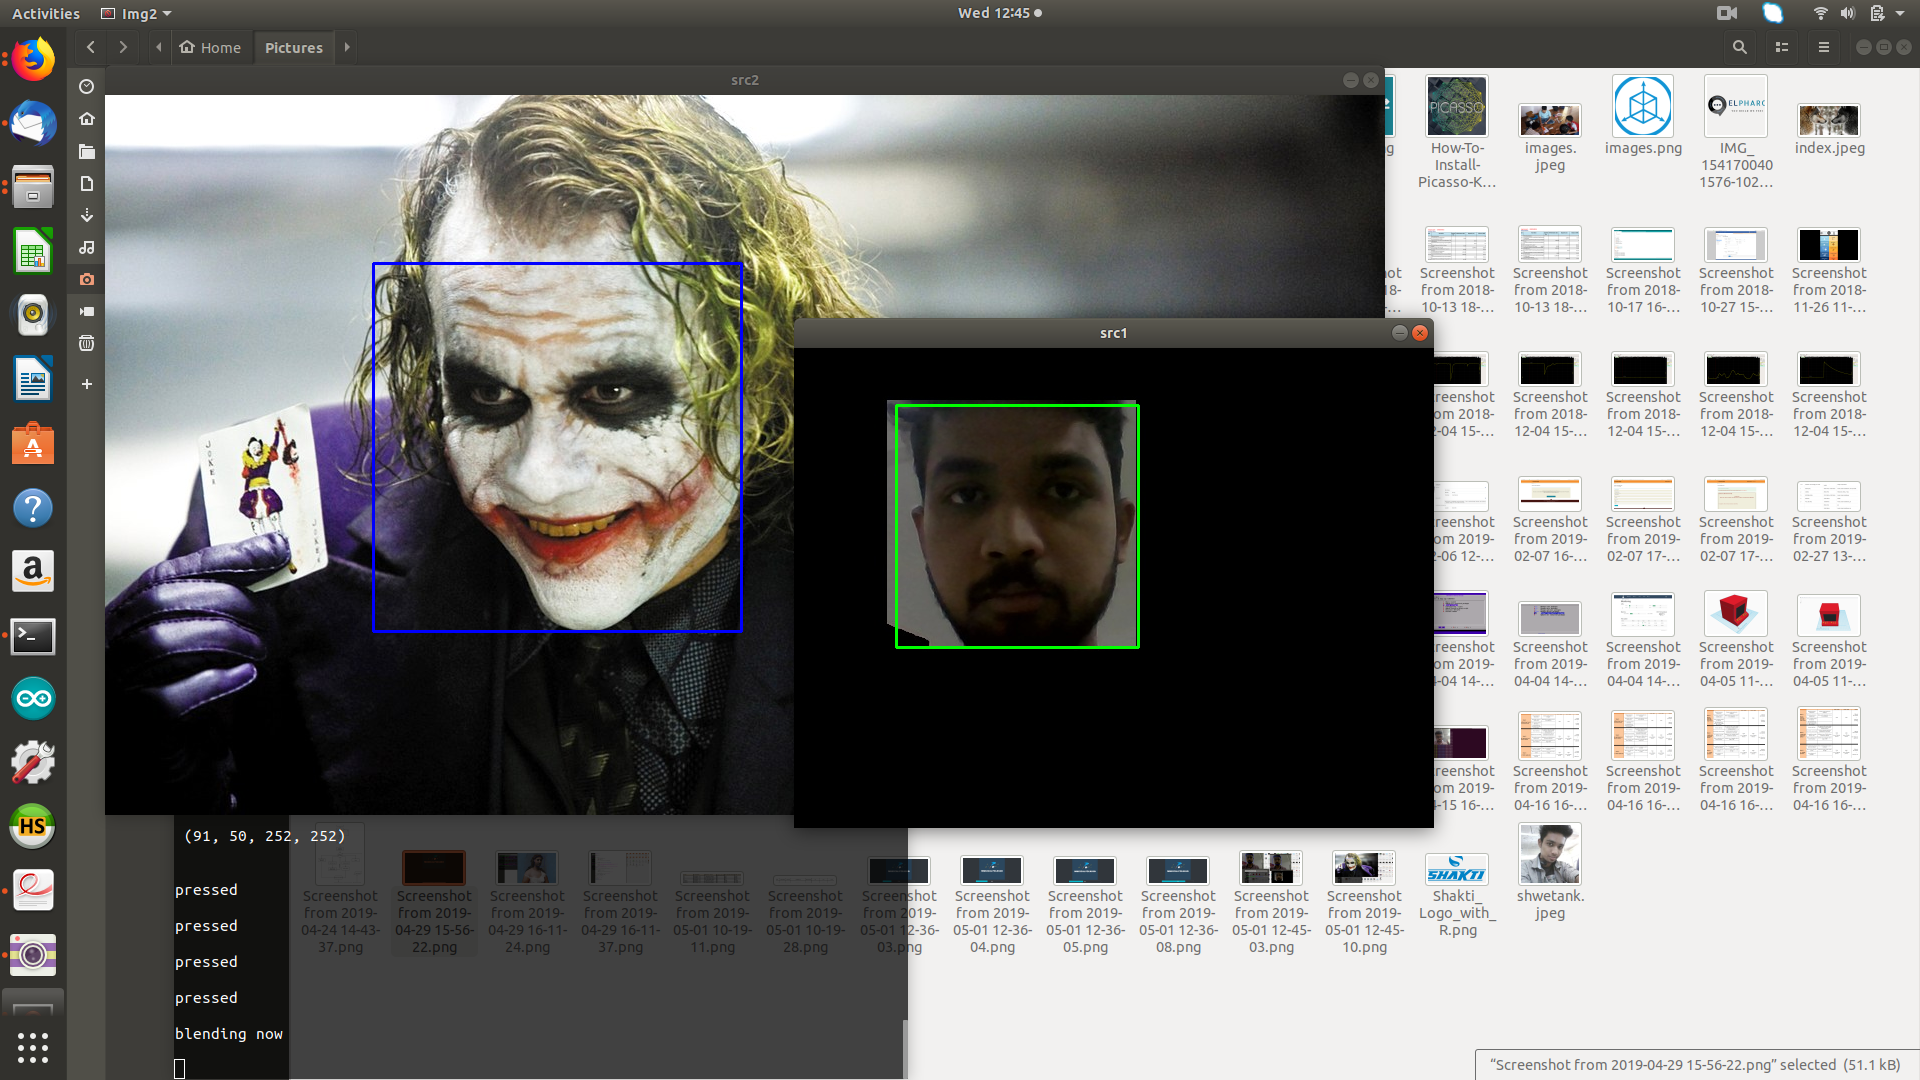 Activities
Img2
Wed 12:45
Home
Pictures
src2
src1
PICASSO
ELPHARC
g
How-To-
Install-
Picasso-K...
images.
jpeg
images.png
IMG_
154170040
1576-102...
index.jpeg
Screenshot
from 2018-
10-13 18-...
Screenshot
from 2018-
10-13 18-...
Screenshot
from 2018-
10-17 16-...
Screenshot
from 2018-
10-27 15-...
Screenshot
from 2018-
11-26 11-...
Screenshot
from 2018-
12-04 15-...
Screenshot
from 2018-
12-04 15-...
Screenshot
from 2018-
12-04 15-...
Screenshot
from 2018-
12-04 15-...
Screenshot
from 2019-
02-07 16-...
Screenshot
from 2019-
02-07 17-...
Screenshot
from 2019-
02-07 17-...
Screenshot
from 2019-
02-27 13-...
Screenshot
from 2019-
04-04 14-...
Screenshot
from 2019-
04-04 14-...
Screenshot
from 2019-
04-05 11-...
Screenshot
from 2019-
04-05 11-...
Screenshot
from 2019-
04-16 16-...
Screenshot
from 2019-
04-16 16-...
Screenshot
from 2019-
04-16 16-...
Screenshot
from 2019-
04-16 16-...
JOKER
JOKER
(91, 50, 252, 252)
pressed
pressed
pressed
pressed
blending now
Screenshot
from 2019-
04-24 14-43-
37.png
Screenshot
from 2019-
04-29 15-56-
22.png
Screenshot
from 2019-
04-29 16-11-
24.png
Screenshot
from 2019-
04-29 16-11-
37.png
Screenshot
from 2019-
05-01 10-19-
11.png
Screenshot
from 2019-
05-01 10-19-
28.png
Screenshot
from 2019-
05-01 12-36-
03.png
Screenshot
from 2019-
05-01 12-36-
04.png
Screenshot
from 2019-
05-01 12-36-
05.png
Screenshot
from 2019-
05-01 12-36-
08.png
Screenshot
from 2019-
05-01 12-45-
03.png
Screenshot
from 2019-
05-01 12-45-
10.png
SHAKTI
Shakti_
Logo_with_
R.png
shwetank.
jpeg
HS
“Screenshot from 2019-04-29 15-56-22.png” selected (51.1 kB)